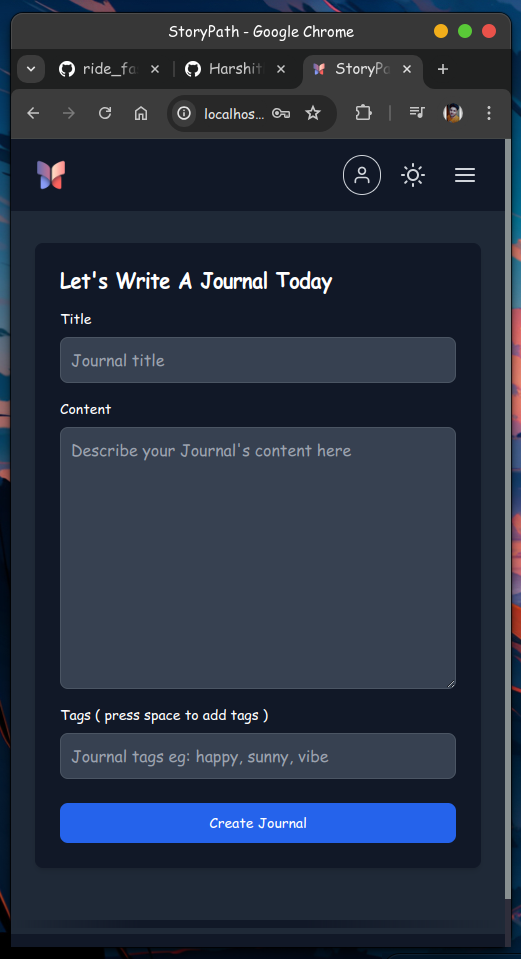 StoryPath - Google Chrome
ride_fa
Harshit
StoryPa
localhos...
Let's Write A Journal Today
Title
Journal title
Content
Describe your Journal's content here
Tags ( press space to add tags )
Journal tags eg: happy, sunny, vibe
Create Journal